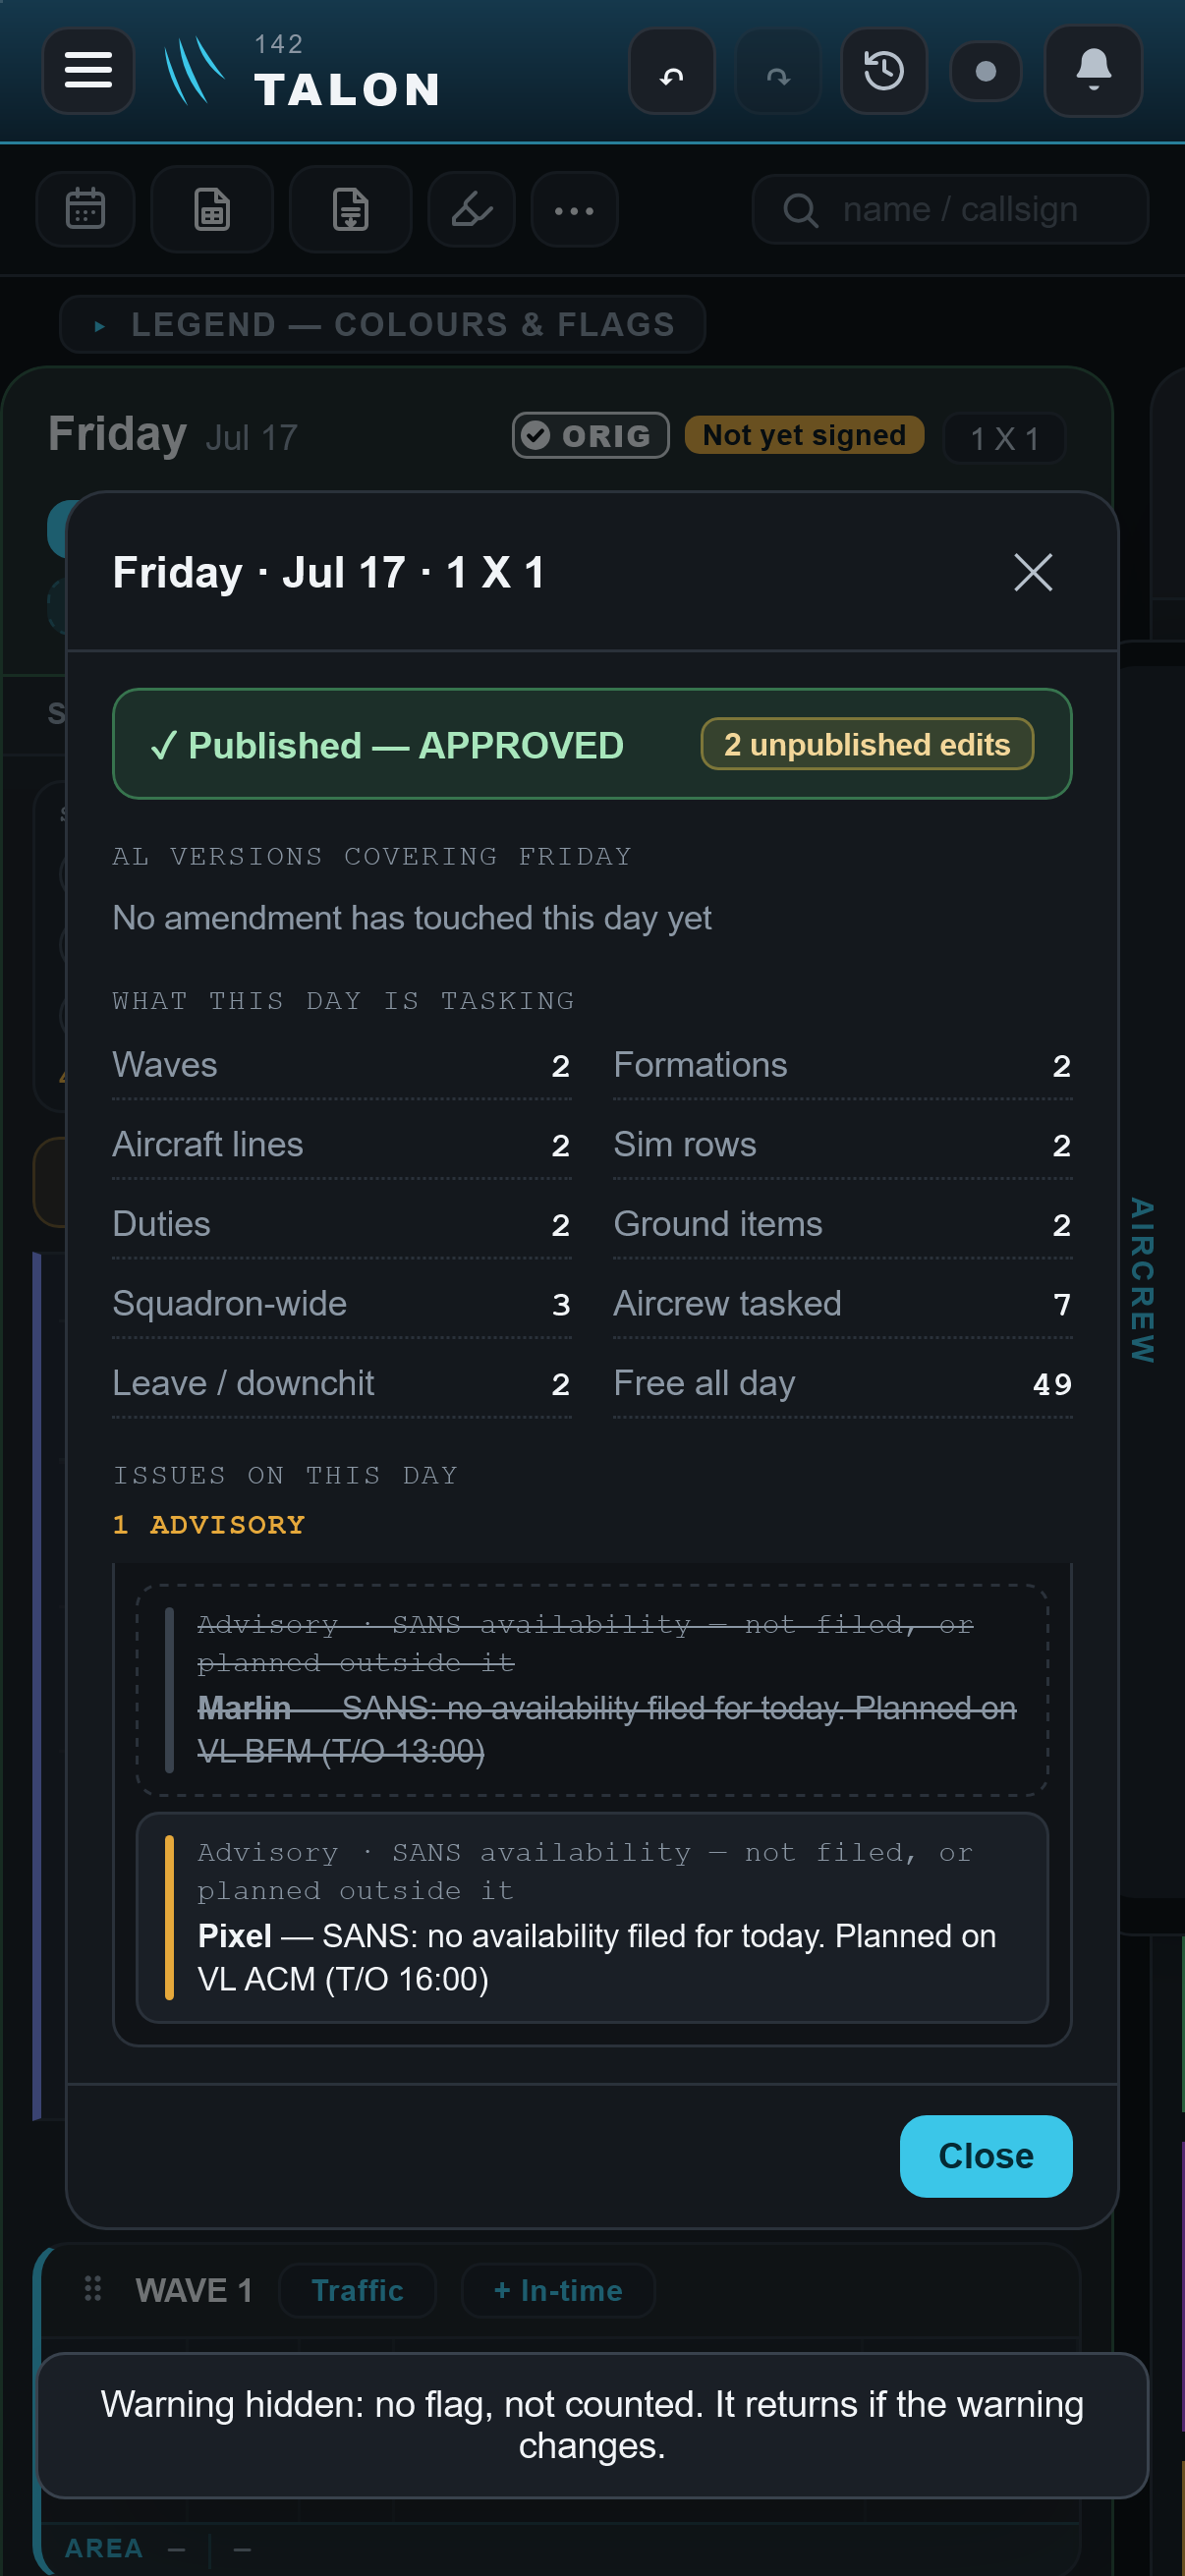 142
TALON
name / callsign
LEGEND — COLOURS & FLAGS
Friday Jul 17
ORIG
Not yet signed
1 X 1
Friday · Jul 17 · 1 X 1
✓ Published — APPROVED
2 unpublished edits
AL VERSIONS COVERING FRIDAY
No amendment has touched this day yet
WHAT THIS DAY IS TASKING
Waves 2
Formations 2
Aircraft lines 2
Sim rows 2
Duties 2
Ground items 2
Squadron-wide 3
Aircrew tasked 7
Leave / downchit 2
Free all day 49
AIRCREW
ISSUES ON THIS DAY
1 ADVISORY
Advisory · SANS availability — not filed, or
planned outside it
Marlin — SANS: no availability filed for today. Planned on
VL BFM (T/O 13:00)
Advisory · SANS availability — not filed, or
planned outside it
Pixel — SANS: no availability filed for today. Planned on
VL ACM (T/O 16:00)
Close
WAVE 1
Traffic
+ In-time
Warning hidden: no flag, not counted. It returns if the warning
changes.
AREA — —